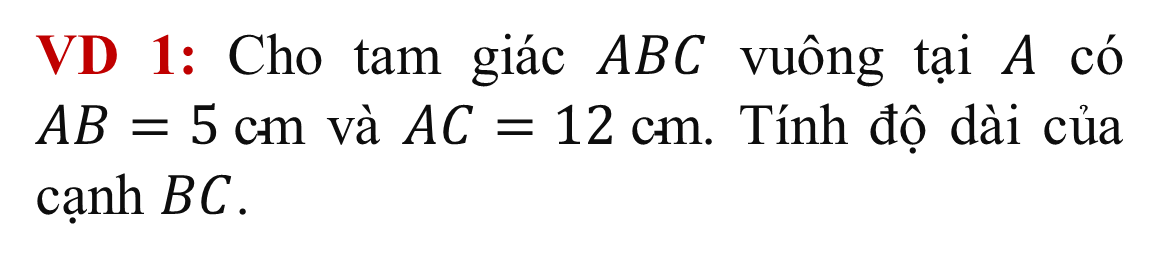 VD 1: Cho tam giác ABC vuông tại A có
AB = 5 cm và AC = 12 cm. Tính độ dài của
cạnh BC.